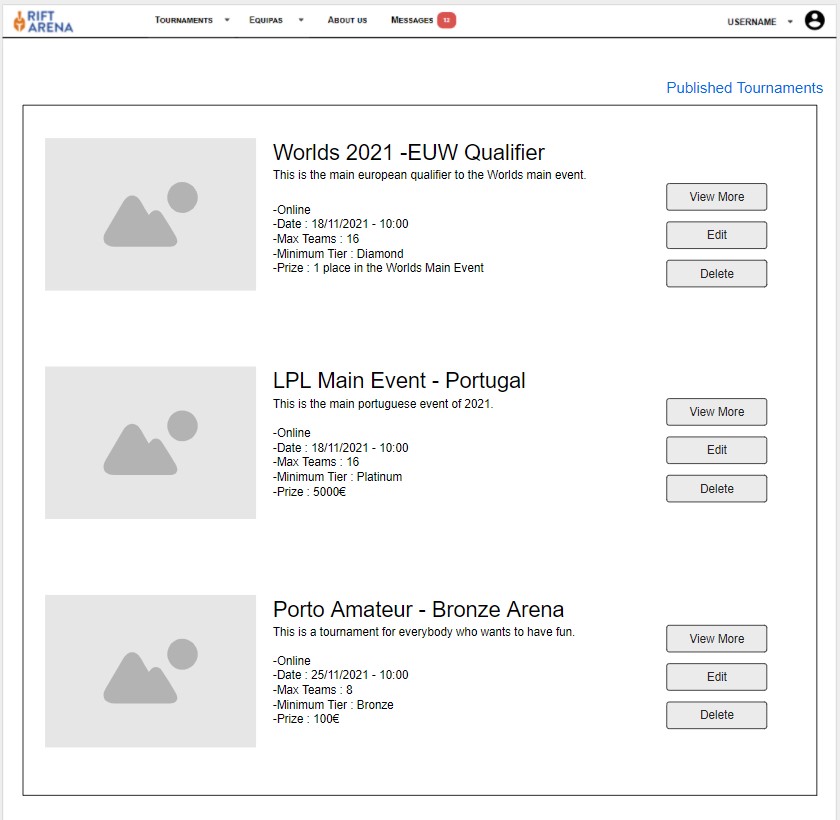 RIFT
ARENA
TOURNAMENTS
EQUIPAS
ABOUT US
MESSAGES
USERNAME
Published Tournaments
Worlds 2021 -EUW Qualifier
This is the main european qualifier to the Worlds main event.
-Online
-Date : 18/11/2021 - 10:00
-Max Teams : 16
-Minimum Tier : Diamond
-Prize : 1 place in the Worlds Main Event
View More
Edit
Delete
LPL Main Event - Portugal
This is the main portuguese event of 2021.
-Online
-Date : 18/11/2021 - 10:00
-Max Teams : 16
-Minimum Tier : Platinum
-Prize : 5000€
View More
Edit
Delete
Porto Amateur - Bronze Arena
This is a tournament for everybody who wants to have fun.
-Online
-Date : 25/11/2021 - 10:00
-Max Teams : 8
-Minimum Tier : Bronze
-Prize : 100€
View More
Edit
Delete